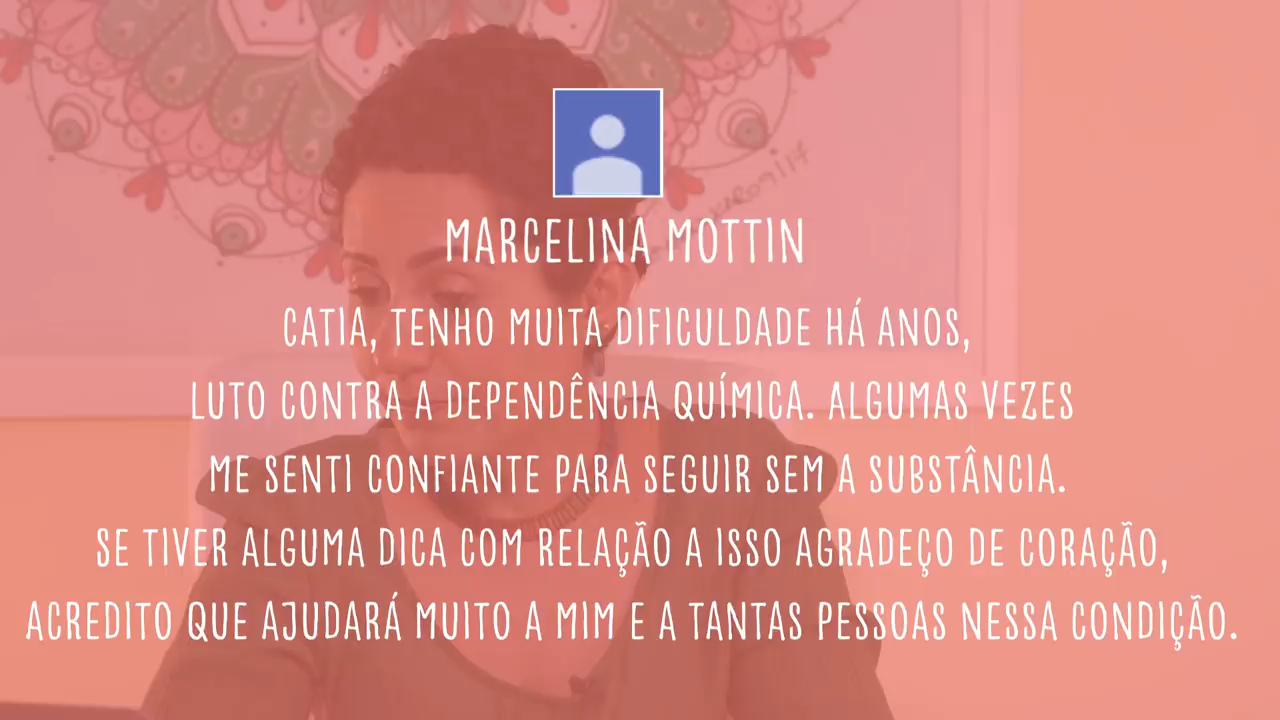 MARCELINA MOTTIN
CATIA, TENHO MUITA DIFICULDADE HÁ ANOS,
LUTO CONTRA A DEPENDÊNCIA QUÍMICA. ALGUMAS VEZES
ME SENTI CONFIANTE PARA SEGUIR SEM A SUBSTÂNCIA.
SE TIVER ALGUMA DICA COM RELAÇÃO A ISSO AGRADEÇO DE CORAÇÃO,
ACREDITO QUE AJUDARÁ MUITO A MIM E A TANTAS PESSOAS NESSA CONDIÇÃO.